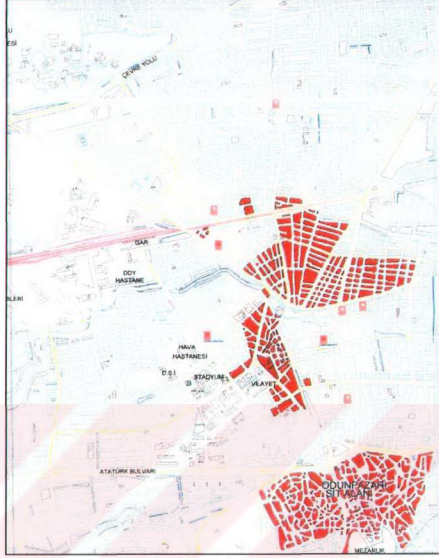 ÇEVRE YOLU
GAR
DDY
HASTANE
HAVA
HASTANESİ
D.S.İ
STADYUM
VİLAYET
ATATÜRK BULVARI
ODUNPAZARI
SİT ALANI
MEZARLIK